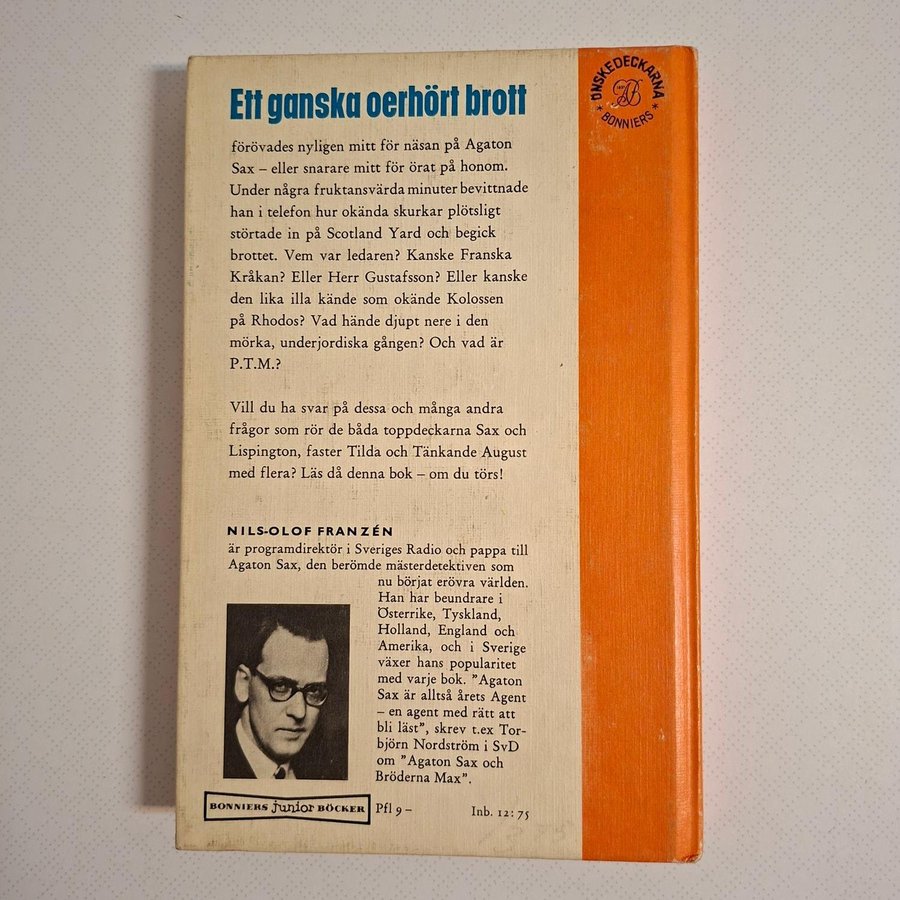 Ett ganska oerhört brott
förövades nyligen mitt för näsan på Agaton
Sax – eller snarare mitt för örat på honom.
Under några fruktansvärda minuter bevittnade
han i telefon hur okända skurkar plötsligt
störtade in på Scotland Yard och begick
brottet. Vem var ledaren? Kanske Franska
Kråkan? Eller Herr Gustafsson? Eller kanske
den lika illa kände som okände Kolossen
på Rhodos? Vad hände djupt nere i den
mörka, underjordiska gången? Och vad är
P.T.M.?
Vill du ha svar på dessa och många andra
frågor som rör de båda toppdeckarna Sax och
Lispington, faster Tilda och Tänkande August
med flera? Läs då denna bok – om du törs!
NILS-OLOF FRANZÉN
är programdirektör i Sveriges Radio och pappa till
Agaton Sax, den berömde mästerdetektiven som
nu börjat erövra världen.
Han har beundrare i
Österrike, Tyskland,
Holland, England och
Amerika, och i Sverige
växer hans popularitet
med varje bok. ”Agaton
Sax är alltså årets Agent
– en agent med rätt att
bli läst”, skrev t.ex Tor-
björn Nordström i SvD
om ”Agaton Sax och
Bröderna Max”.
BONNIERS junior BÖCKER
Pfl 9 –
Inb. 12: 75
ÖNSKEDECKARNA
AB
* BONNIERS *